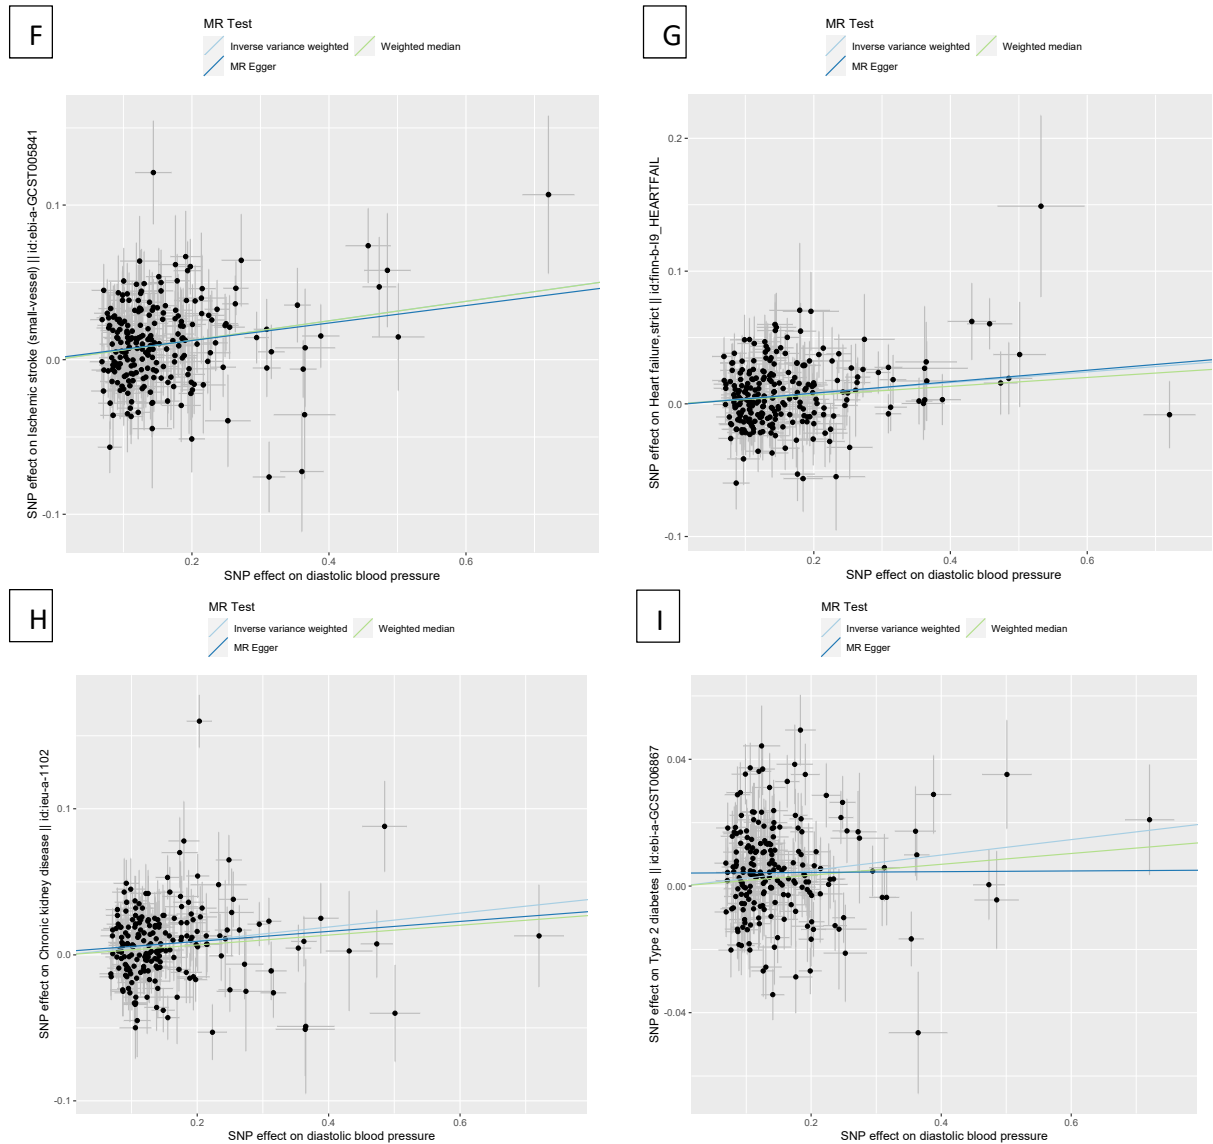 F
MR Test
Inverse variance weighted
Weighted median
MR Egger
SNP effect on Ischemic stroke (small-vessel) || id:ebi-a-GCST005841
0.1
0.0
-0.1
0.2
0.4
0.6
SNP effect on diastolic blood pressure
G
MR Test
Inverse variance weighted
Weighted median
MR Egger
SNP effect on Heart failure,strict || id:finn-b-I9_HEARTFAIL
0.2
0.1
0.0
-0.1
0.2
0.4
0.6
SNP effect on diastolic blood pressure
H
MR Test
Inverse variance weighted
Weighted median
MR Egger
SNP effect on Chronic kidney disease || id:ieu-a-1102
0.1
0.0
-0.1
0.2
0.4
0.6
SNP effect on diastolic blood pressure
I
MR Test
Inverse variance weighted
Weighted median
MR Egger
SNP effect on Type 2 diabetes || id:ebi-a-GCST006867
0.04
0.00
-0.04
0.2
0.4
0.6
SNP effect on diastolic blood pressure